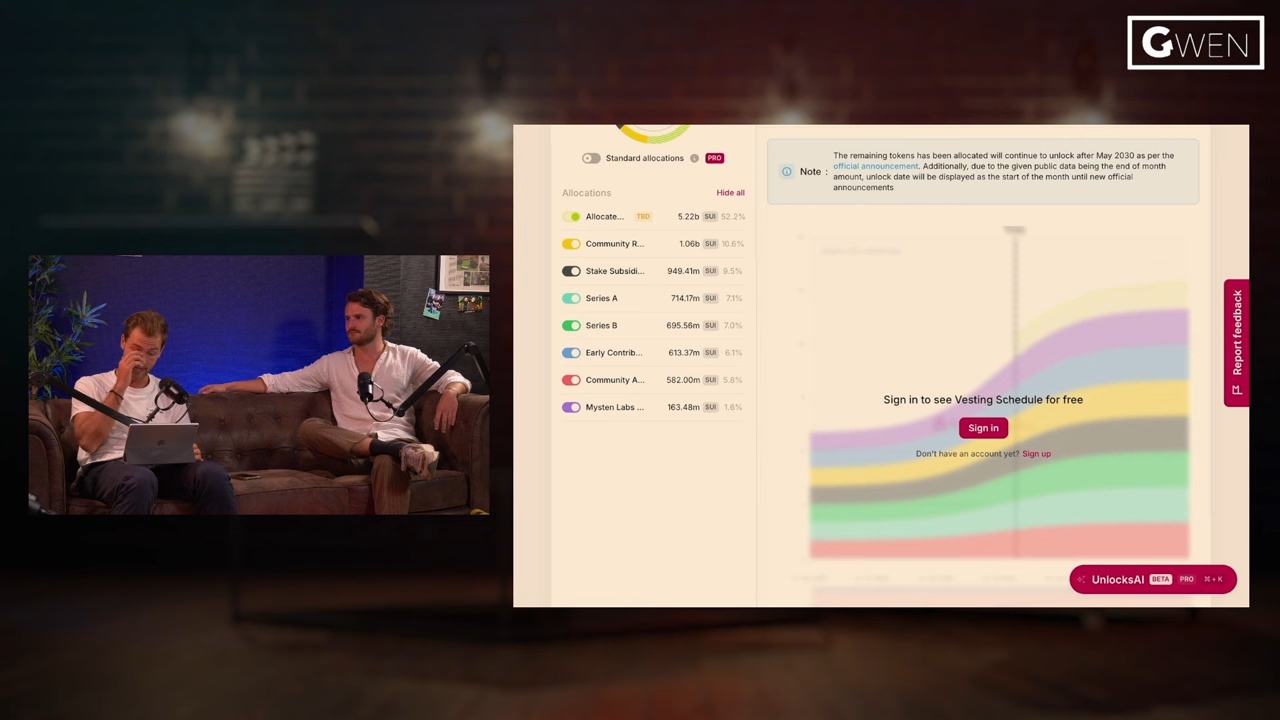 GWEN
Standard allocations PRO
Allocations Hide all
Allocate... TBD 5.22b SUI 52.2%
Community R... 1.06b SUI 10.6%
Stake Subsidi... 949.41m SUI 9.5%
Series A 714.17m SUI 7.1%
Series B 695.56m SUI 7.0%
Early Contrib... 613.37m SUI 6.1%
Community A... 582.00m SUI 5.8%
Mysten Labs ... 163.48m SUI 1.6%
Note :
The remaining tokens has been allocated will continue to unlock after May 2030 as per the
official announcement. Additionally, due to the given public data being the end of month
amount, unlock date will be displayed as the start of the month until new official
announcements
Sign in to see Vesting Schedule for free
Sign in
Don't have an account yet? Sign up
Report feedback
UnlocksAI BETA PRO ⌘+K